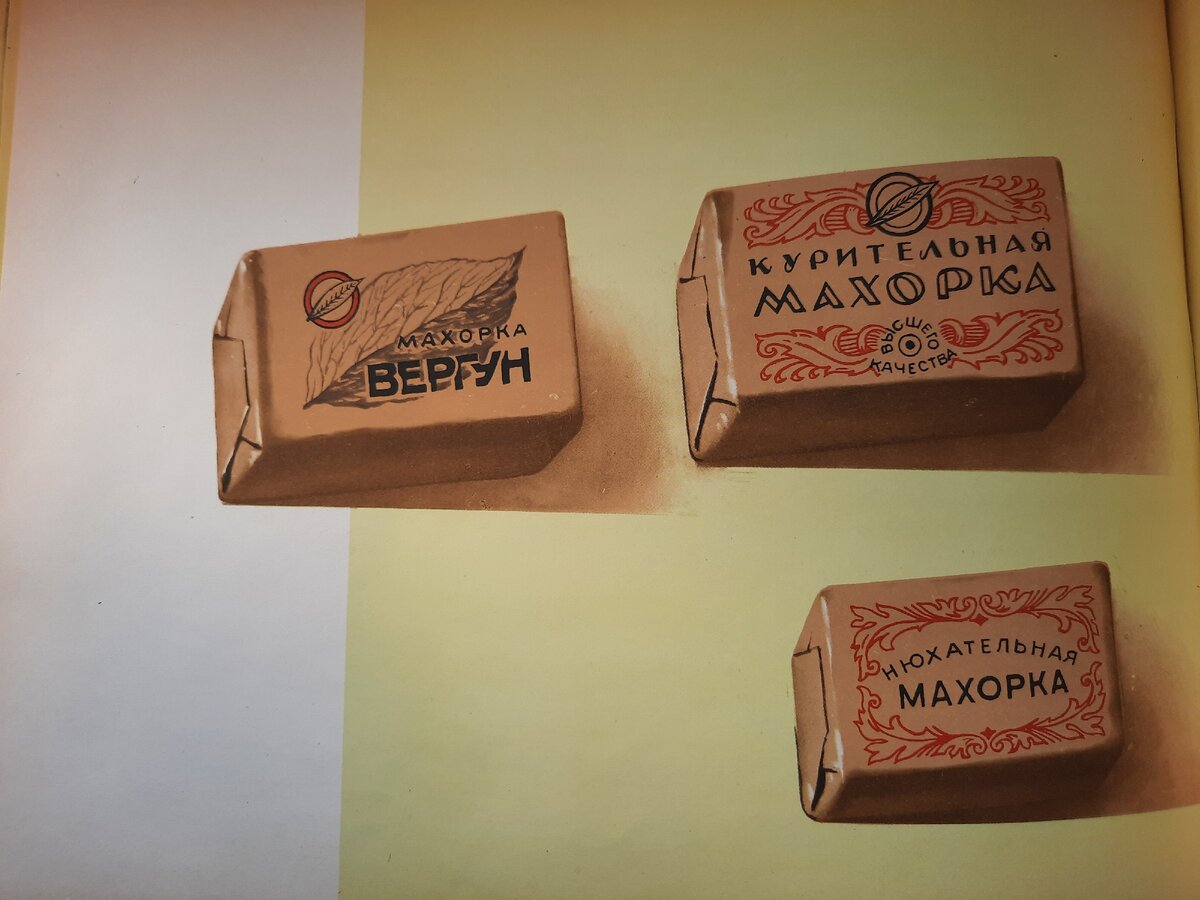 МАХОРКА
ВЕРГУН
КУРИТЕЛЬНАЯ
МАХОРКА
ВЫСШЕГО
КАЧЕСТВА
НЮХАТЕЛЬНАЯ
МАХОРКА